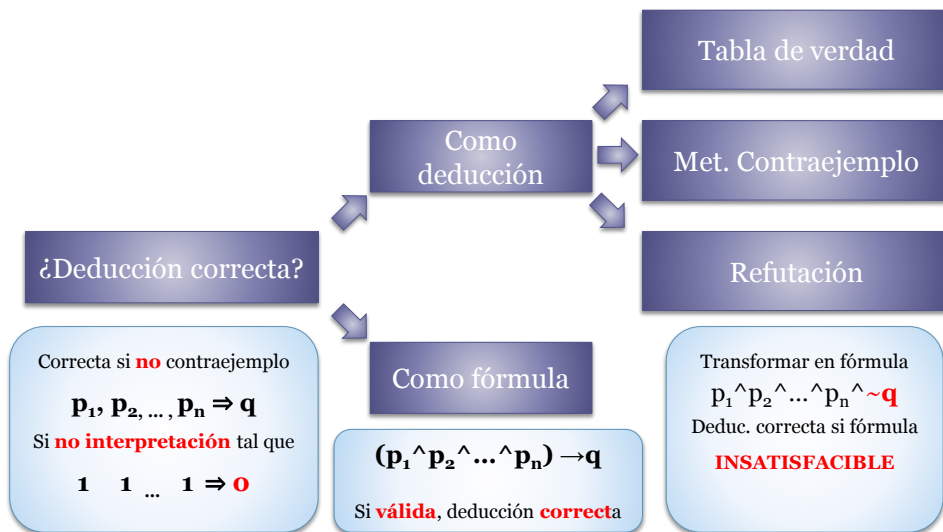 Tabla de verdad
Como
deducción
Met. Contraejemplo
¿Deducción correcta?
Refutación
Correcta si no contraejemplo
p₁, p₂, ... , pₙ ⇒ q
Si no interpretación tal que
1 1 ... 1 ⇒ 0
Como fórmula
(p₁^p₂^...^pₙ) →q
Si válida, deducción correcta
Transformar en fórmula
p₁^p₂^...^pₙ^~q
Deduc. correcta si fórmula
INSATISFACIBLE